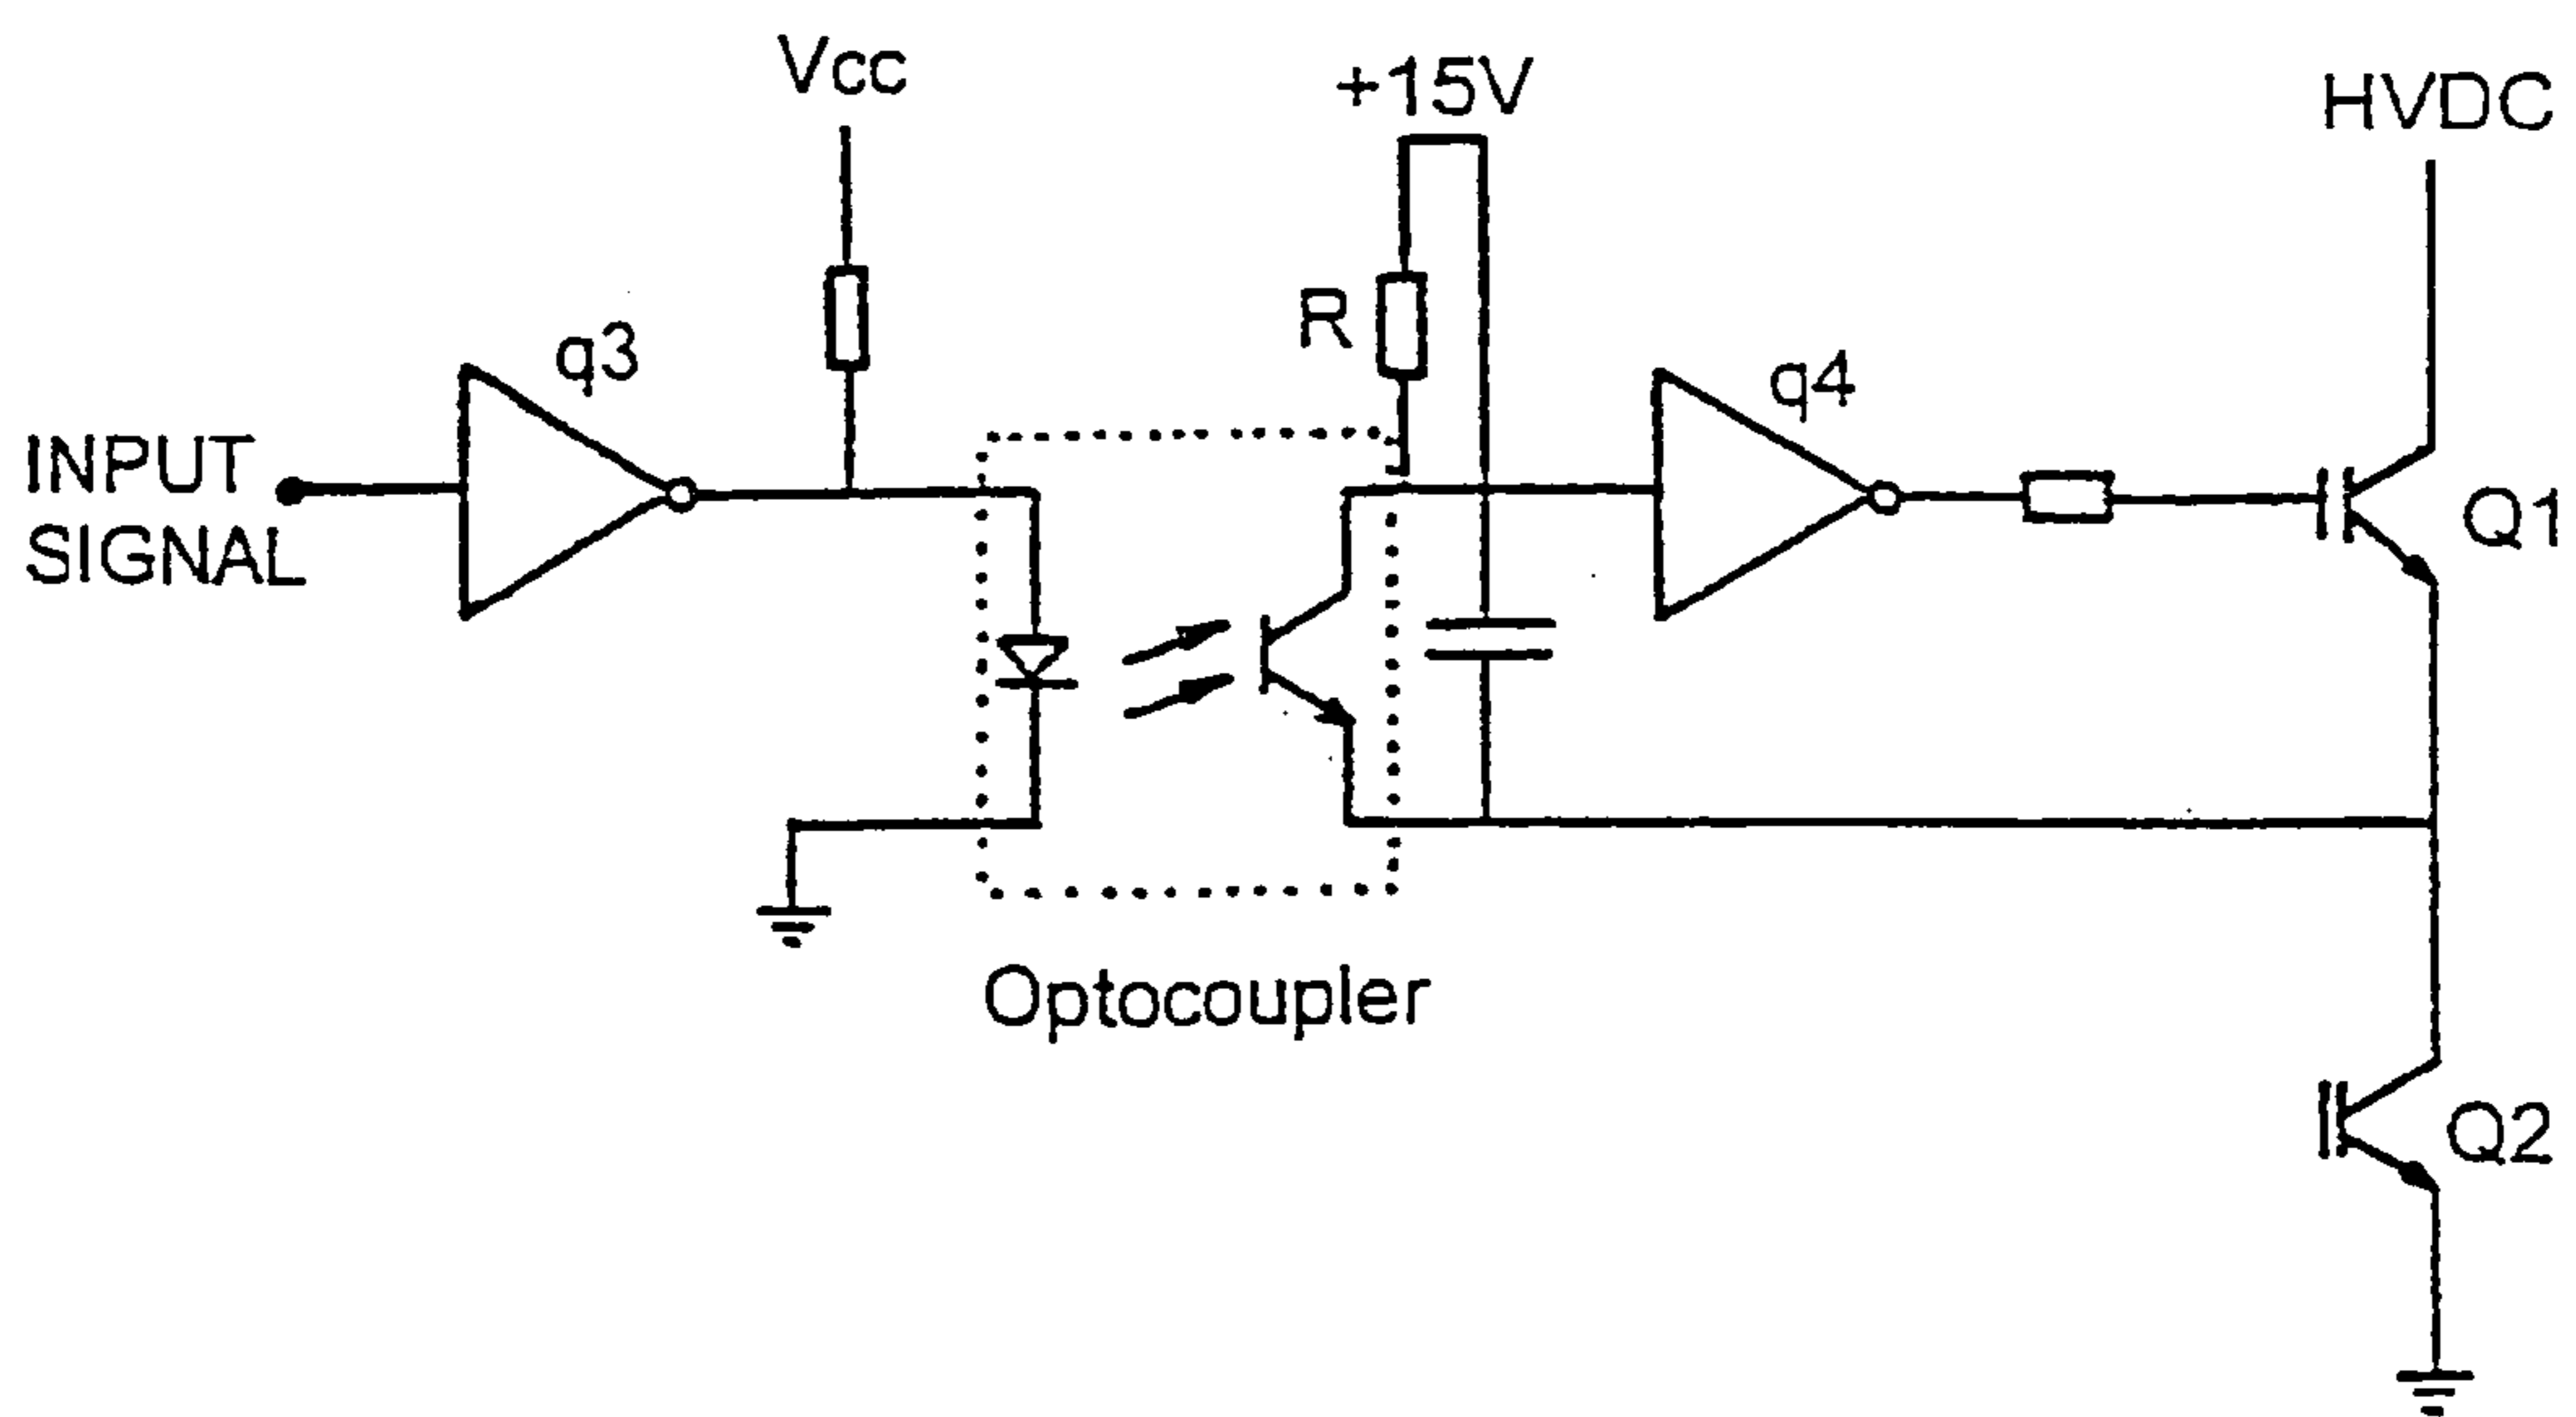 Vcc
+15V
HVDC
q3
R
q4
INPUT
SIGNAL
Q1
Optocoupler
Q2